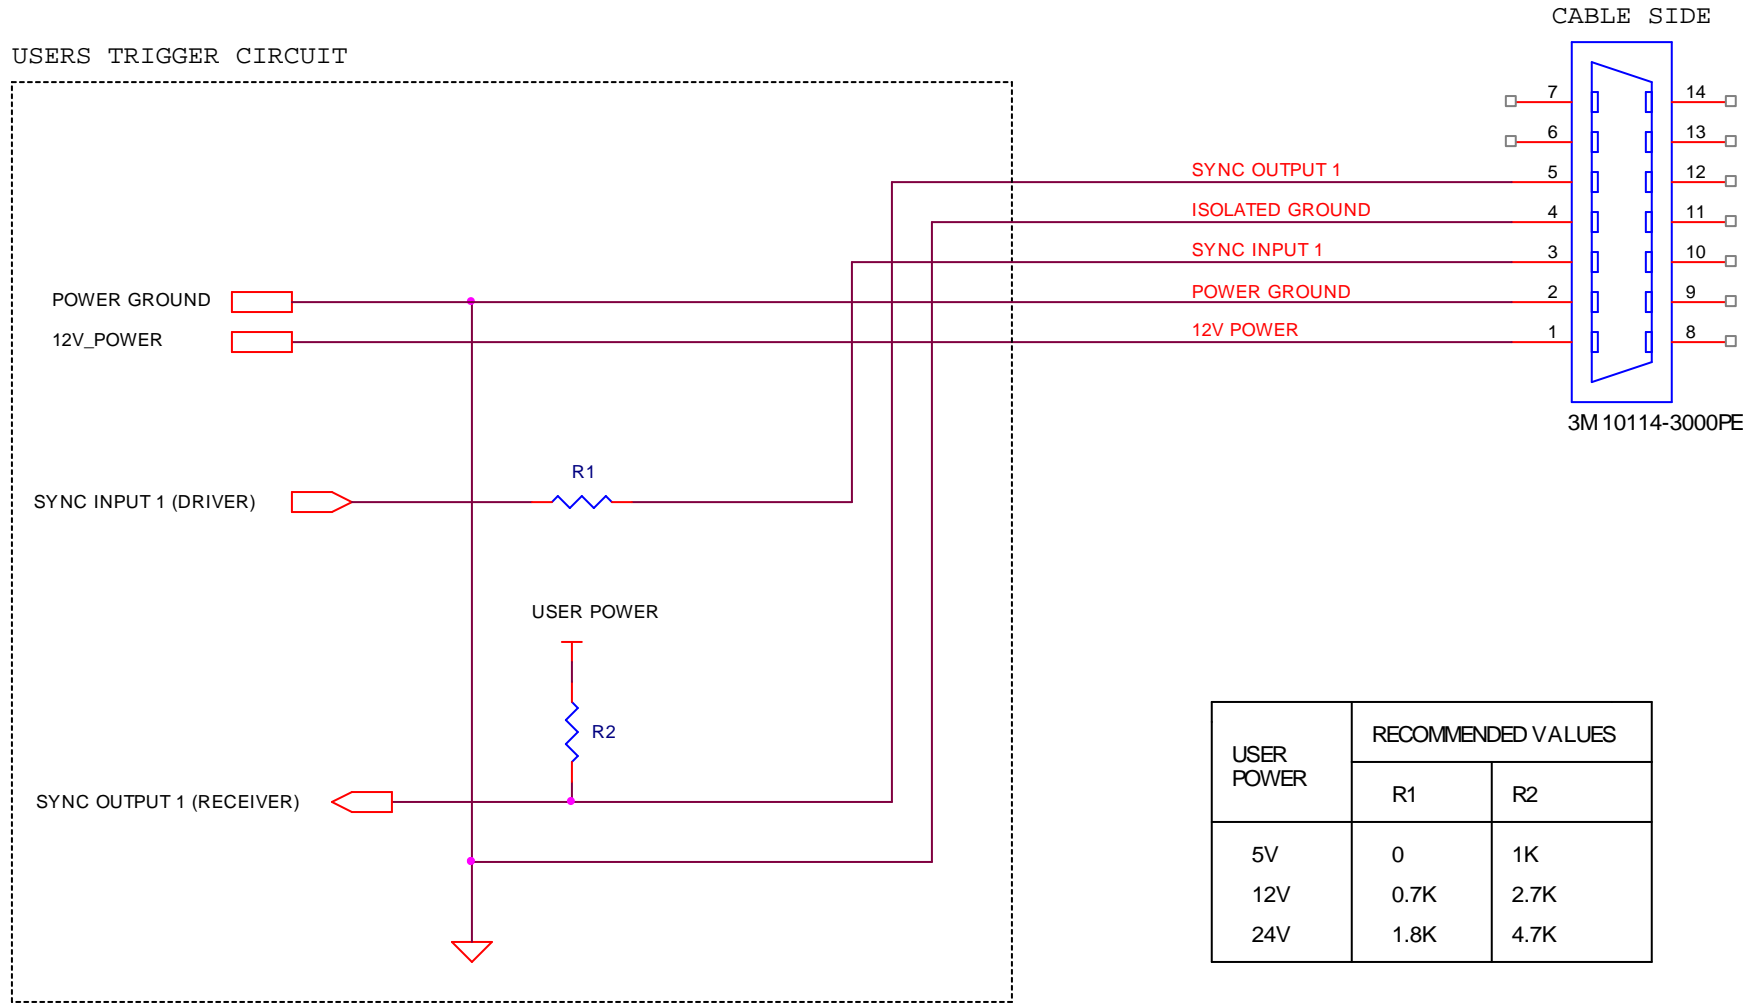 CABLE SIDE
USERS TRIGGER CIRCUIT
7 14
6 13
SYNC OUTPUT 1 5 12
ISOLATED GROUND 4 11
SYNC INPUT 1 3 10
POWER GROUND POWER GROUND 2 9
12V_POWER 12V POWER 1 8
3M 10114-3000PE
R1
SYNC INPUT 1 (DRIVER)
USER POWER
R2
SYNC OUTPUT 1 (RECEIVER)
RECOMMENDED VALUES
USER
POWER
R1 R2
5V 0 1K
12V 0.7K 2.7K
24V 1.8K 4.7K